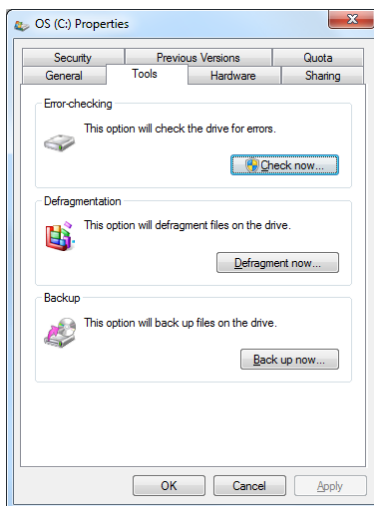 OS (C:) Properties
Security Previous Versions Quota
General Tools Hardware Sharing
Error-checking
This option will check the drive for errors.
Check now...
Defragmentation
This option will defragment files on the drive.
Defragment now...
Backup
This option will back up files on the drive.
Back up now...
OK Cancel Apply